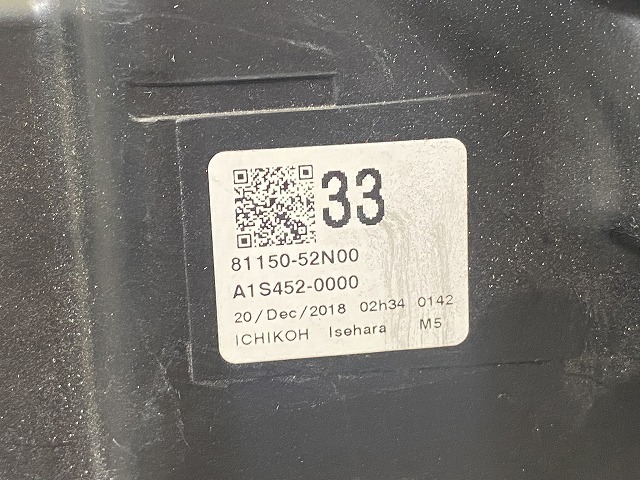 33
81150-52N00
A1S452-0000
20/Dec/2018 02h34 0142
ICHIKOH Isehara M5